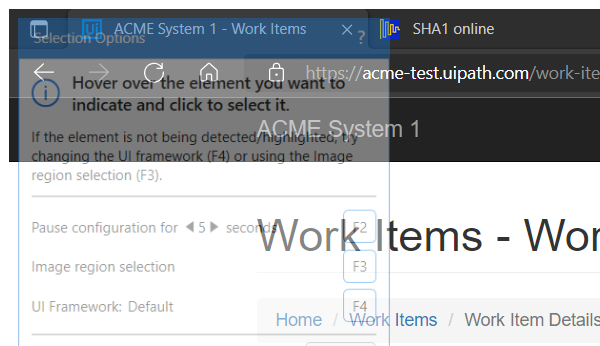 ACME System 1 - Work Items
SHA1 online
Selection Options ?
https://acme-test.uipath.com/work-ite
Hover over the element you want to
indicate and click to select it.
ACME System 1
If the element is not being detected/highlighted, try
changing the UI framework (F4) or using the Image
region selection (F3).
Pause configuration for 5 seconds F2
Work Items - Wor
Image region selection F3
UI Framework: Default F4
Home / Work Items / Work Item Details